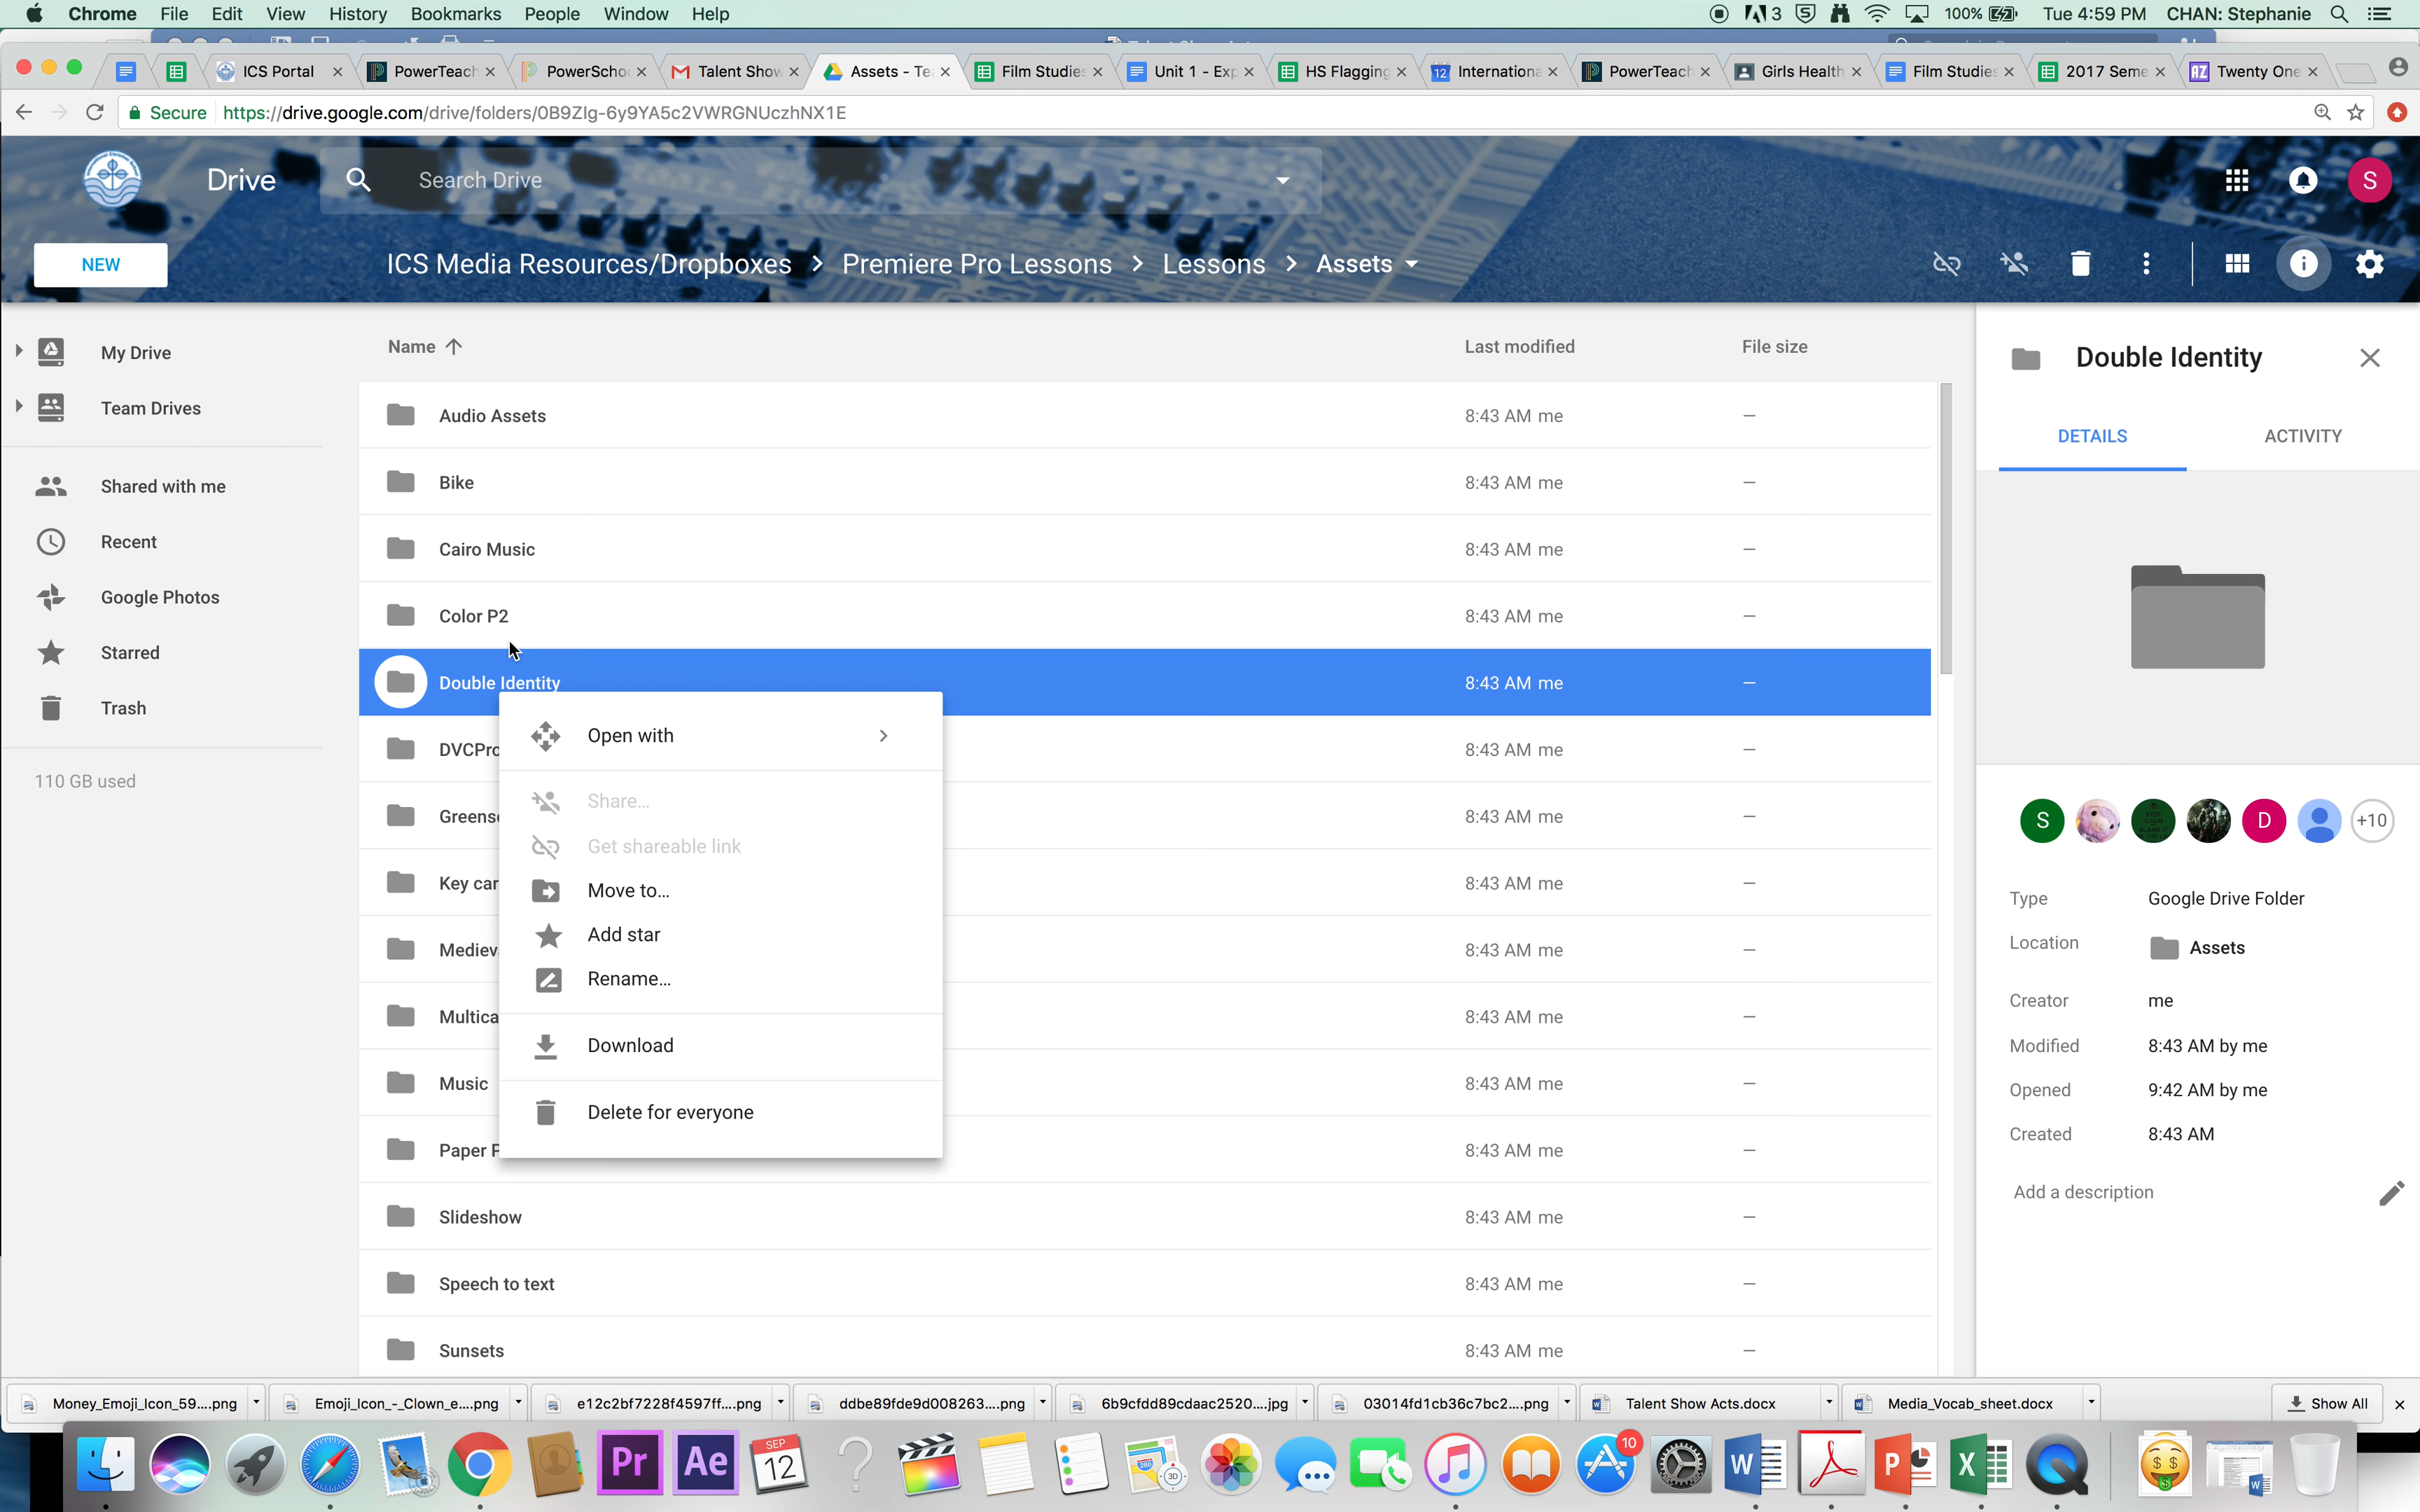 Chrome File Edit View History Bookmarks People Window Help 3 100% Tue 4:59 PM CHAN: Stephanie
ICS Portal PowerTeach PowerScho Talent Show Assets - Te Film Studies Unit 1 - Exp HS Flagging 12 Internationa PowerTeach Girls Health Film Studies 2017 Seme AZ Twenty One
Secure https://drive.google.com/drive/folders/0B9ZIg-6y9YA5c2VWRGNUczhNX1E
Drive Search Drive S
NEW ICS Media Resources/Dropboxes > Premiere Pro Lessons > Lessons > Assets
My Drive
Team Drives
Shared with me
Recent
Google Photos
Starred
Trash
110 GB used
Name Last modified File size
Audio Assets 8:43 AM me –
Bike 8:43 AM me –
Cairo Music 8:43 AM me –
Color P2 8:43 AM me –
Double Identity 8:43 AM me –
DVCPro 8:43 AM me –
Greens 8:43 AM me –
Key car 8:43 AM me –
Mediev 8:43 AM me –
Multica 8:43 AM me –
Music 8:43 AM me –
Paper P 8:43 AM me –
Slideshow 8:43 AM me –
Speech to text 8:43 AM me –
Sunsets 8:43 AM me –
Open with
Share...
Get shareable link
Move to...
Add star
Rename...
Download
Delete for everyone
Double Identity
DETAILS ACTIVITY
S D +10
Type Google Drive Folder
Location Assets
Creator me
Modified 8:43 AM by me
Opened 9:42 AM by me
Created 8:43 AM
Add a description
Money_Emoji_Icon_59....png Emoji_Icon_-_Clown_e....png e12c2bf7228f4597ff....png ddbe89fde9d008263....png 6b9cfdd89cdaac2520....jpg 03014fd1cb36c7bc2....png Talent Show Acts.docx Media_Vocab_sheet.docx Show All
Pr Ae SEP 12 3D 10 W P X W